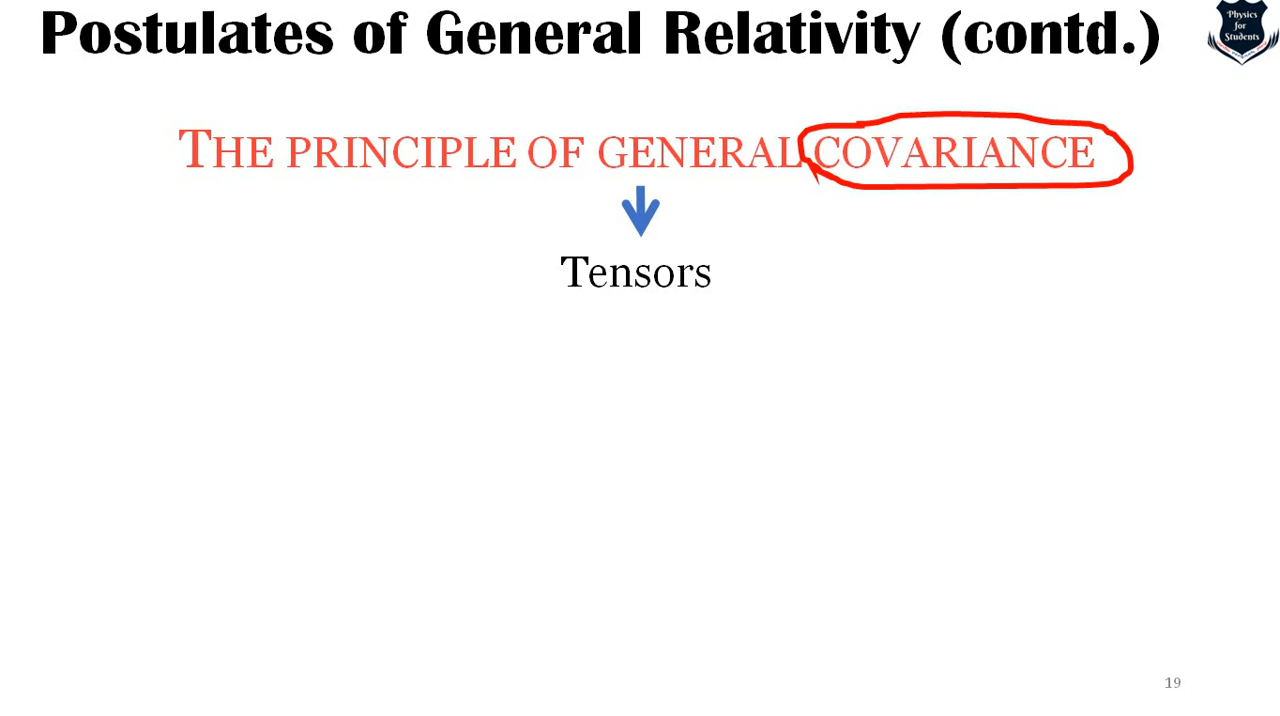 Postulates of General Relativity (contd.)
Physics
for
Students
THE PRINCIPLE OF GENERAL COVARIANCE
Tensors
19